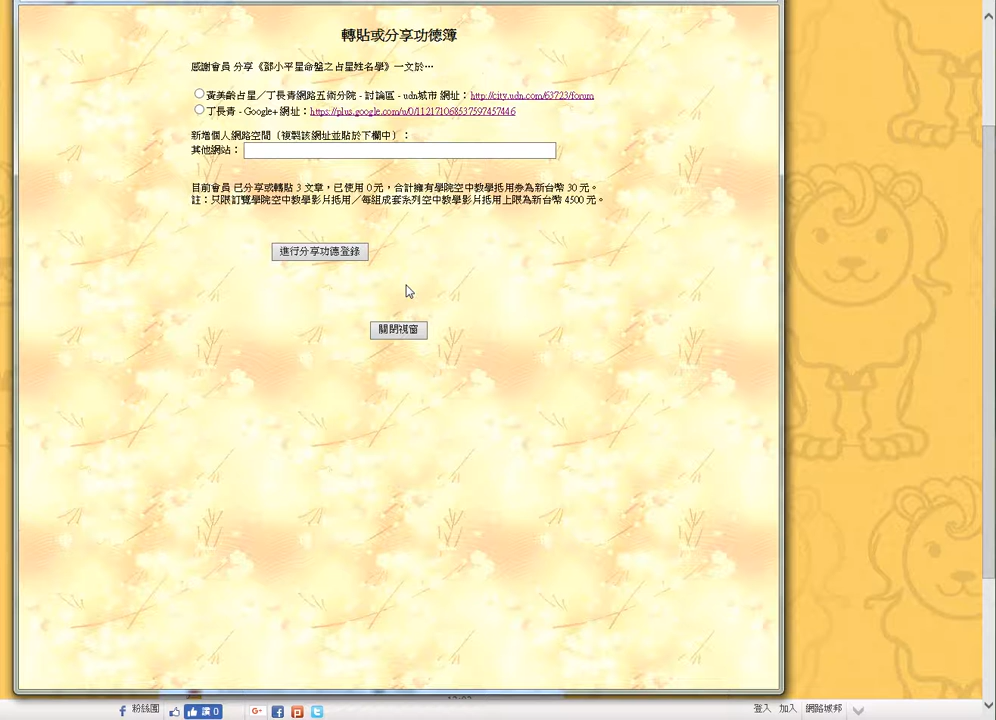 轉貼或分享功德簿
感謝會員 分享《鄧小平星命盤之占星姓名學》一文於…
黃美齡占星／丁長青網路五術分院 - 討論區 - udn城市 網址：http://city.udn.com/63723/forum
丁長青 - Google+ 網址：https://plus.google.com/u/0/112171068537597457446
新增個人網路空間（複製該網址並貼於下欄中）：
其他網站：
目前會員 已分享或轉貼 3 文章，已使用 0 元，合計擁有學院空中教學抵用券為新台幣 30 元。
註：只限訂覽學院空中教學影片抵用／每組成套系列空中教學影片抵用上限為新台幣 4500 元。
進行分享功德登錄
關閉視窗
粉絲團 讚 0 G+ 登入 加入 網路城邦